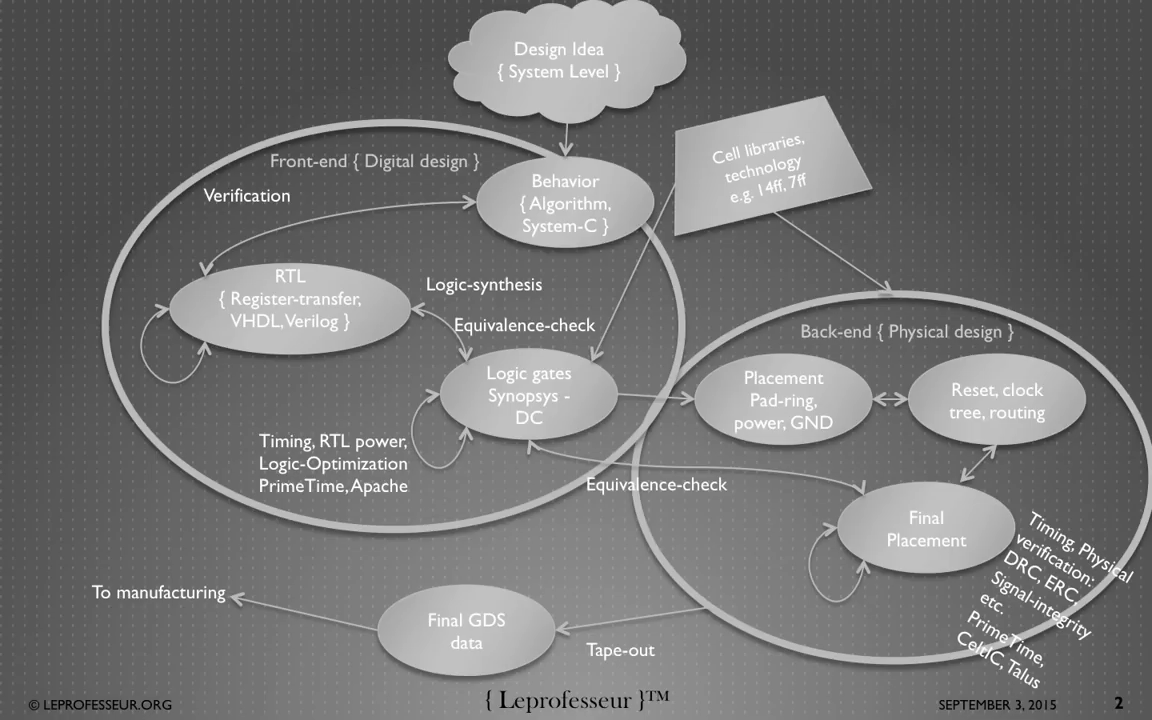 Design Idea
{ System Level }
Front-end { Digital design }
Verification
Behavior
{ Algorithm,
System-C }
Cell libraries,
technology
e.g. 14ff, 7ff
RTL
{ Register-transfer,
VHDL, Verilog }
Logic-synthesis
Equivalence-check
Logic gates
Synopsys -
DC
Timing, RTL power,
Logic-Optimization
PrimeTime, Apache
Back-end { Physical design }
Placement
Pad-ring,
power, GND
Reset, clock
tree, routing
Equivalence-check
Final
Placement
Timing, Physical
verification:
DRC, ERC,
Signal-integrity
etc.
PrimeTime,
CeltIC, Talus
To manufacturing
Final GDS
data
Tape-out
© LEPROFESSEUR.ORG
{ Leprofesseur }™
SEPTEMBER 3, 2015
2